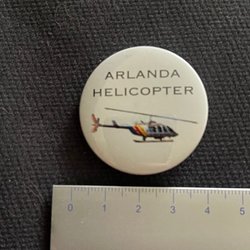 ARLANDA
HELICOPTER
0 1 2 3 4 5